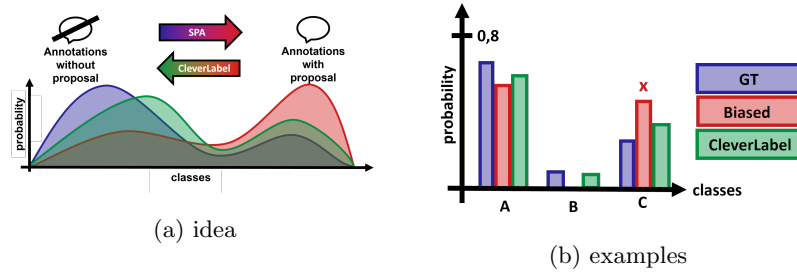 Annotations
without
proposal
SPA
CleverLabel
Annotations
with
proposal
probability
classes
(a) idea
0,8
probability
x
A
B
C
classes
GT
Biased
CleverLabel
(b) examples